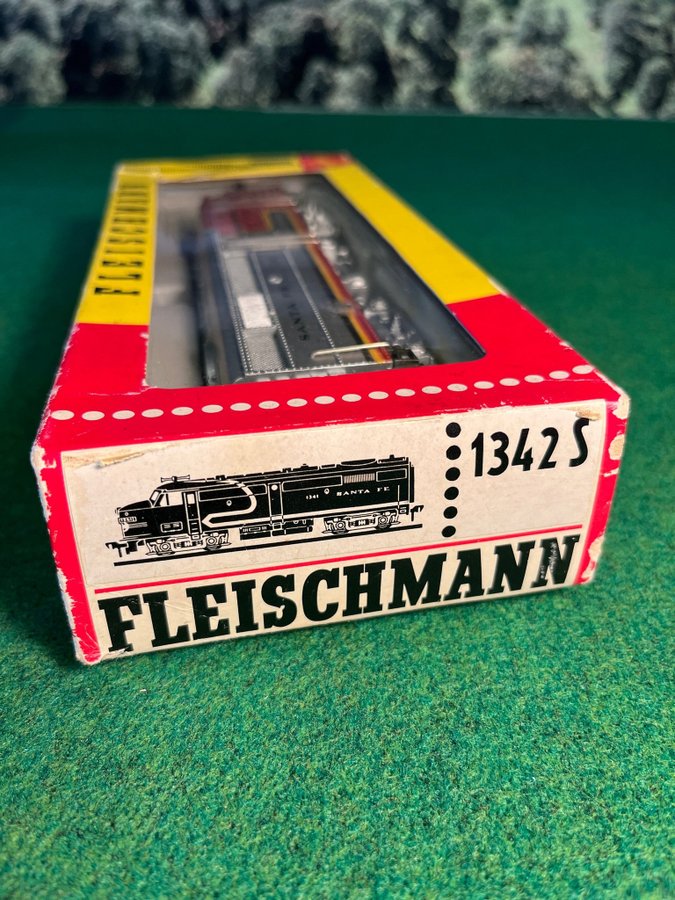 FLEISCHMANN
SANTA FE
1342 S
1341 SANTA FE
FLEISCHMANN